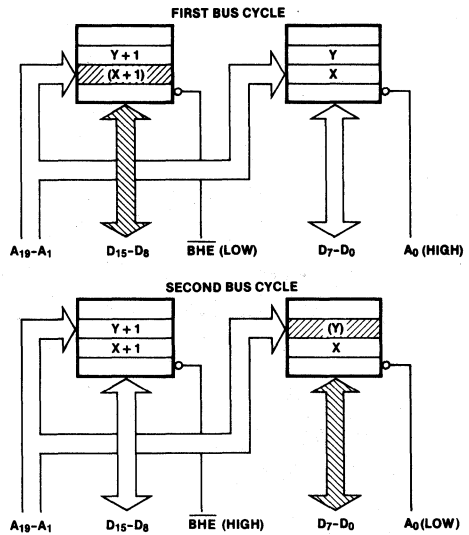 FIRST BUS CYCLE
Y + 1
(X + 1)
Y
X
A19-A1
D15-D8
BHE (LOW)
D7-D0
A0 (HIGH)
SECOND BUS CYCLE
Y + 1
X + 1
(Y)
X
A19-A1
D15-D8
BHE (HIGH)
D7-D0
A0 (LOW)